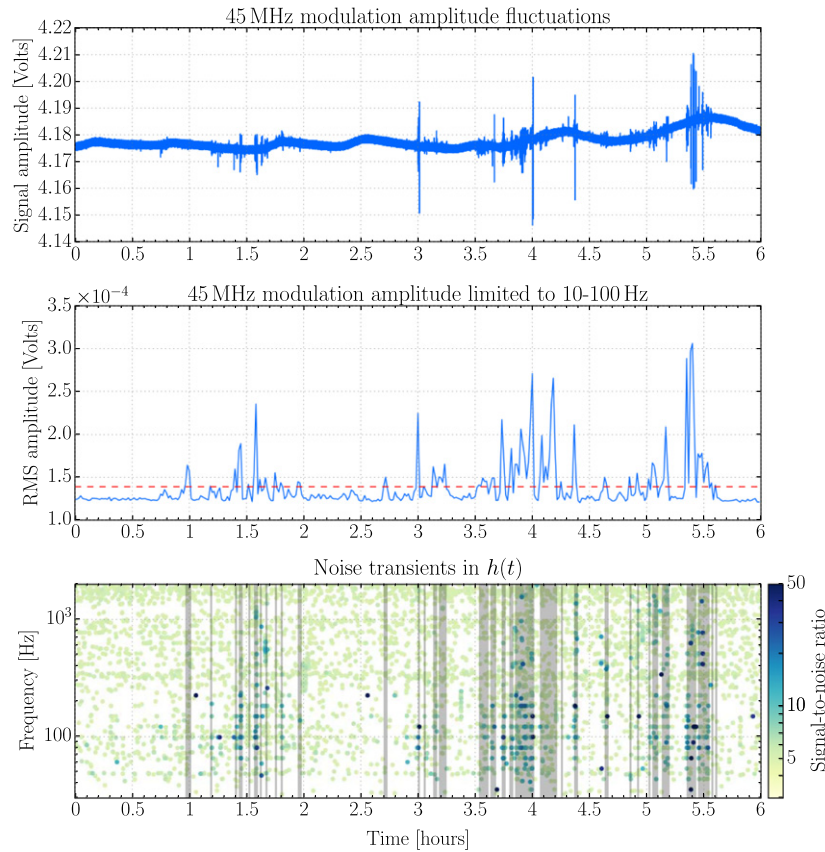 45 MHz modulation amplitude fluctuations
Signal amplitude [Volts]
4.22
4.21
4.20
4.19
4.18
4.17
4.16
4.15
4.14
0 0.5 1 1.5 2 2.5 3 3.5 4 4.5 5 5.5 6
×10⁻⁴
45 MHz modulation amplitude limited to 10-100 Hz
RMS amplitude [Volts]
3.5
3.0
2.5
2.0
1.5
1.0
0 0.5 1 1.5 2 2.5 3 3.5 4 4.5 5 5.5 6
Noise transients in h(t)
Frequency [Hz]
10³
100
0 0.5 1 1.5 2 2.5 3 3.5 4 4.5 5 5.5 6
Time [hours]
50
10
5
Signal-to-noise ratio